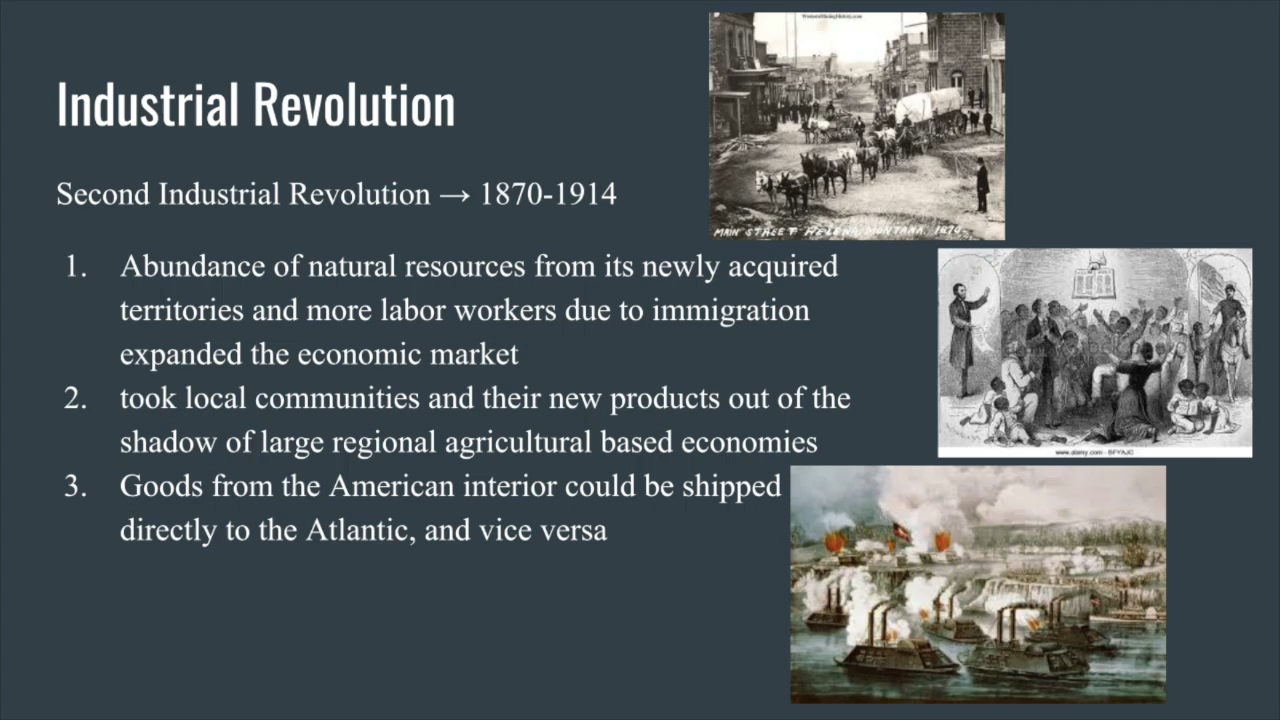 WesternMiningHistory.com
Industrial Revolution
MAIN STREET HELENA, MONTANA. 1870.
Second Industrial Revolution → 1870-1914
1. Abundance of natural resources from its newly acquired
territories and more labor workers due to immigration
expanded the economic market
2. took local communities and their new products out of the
shadow of large regional agricultural based economies
www.alamy.com - BFYAJC
3. Goods from the American interior could be shipped
directly to the Atlantic, and vice versa